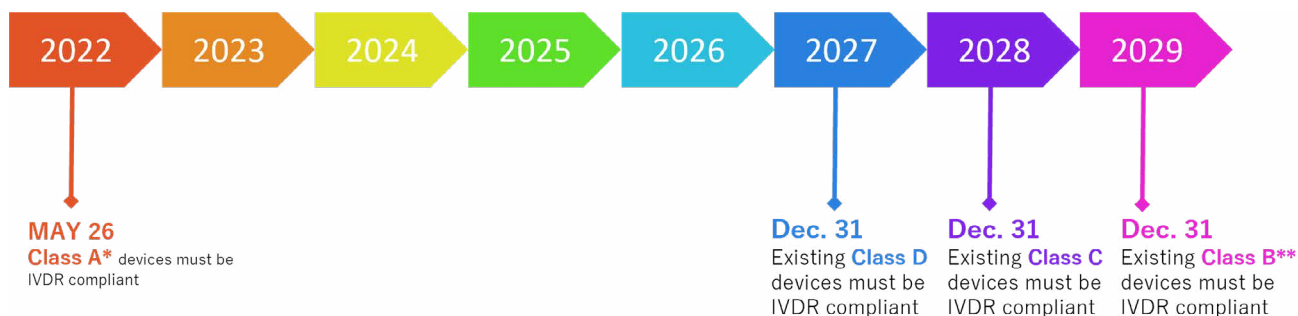 2022 2023 2024 2025 2026 2027 2028 2029
MAY 26
Class A* devices must be
IVDR compliant
Dec. 31
Existing Class D
devices must be
IVDR compliant
Dec. 31
Existing Class C
devices must be
IVDR compliant
Dec. 31
Existing Class B**
devices must be
IVDR compliant